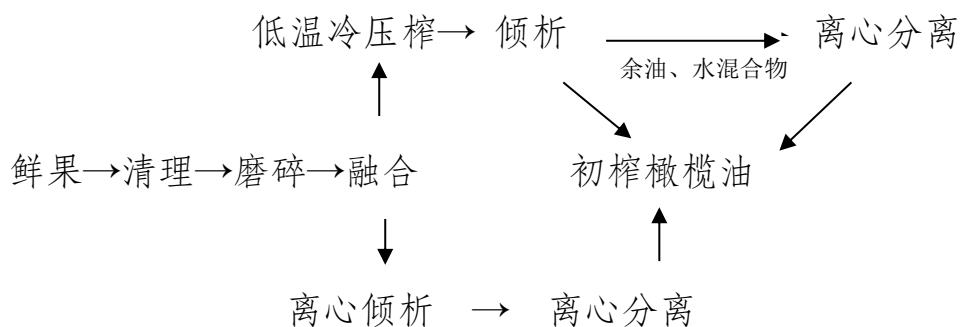 低温冷压榨→ 倾析 离心分离
余油、水混合物
鲜果→清理→磨碎→融合 初榨橄榄油
离心倾析 → 离心分离